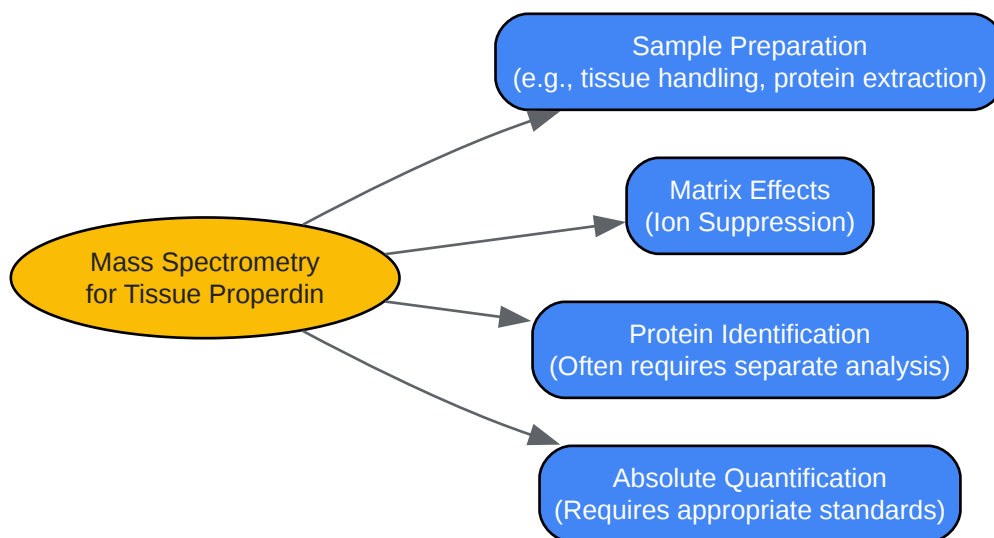 Sample Preparation
(e.g., tissue handling, protein extraction)
Matrix Effects
(Ion Suppression)
Mass Spectrometry
for Tissue Properdin
Protein Identification
(Often requires separate analysis)
Absolute Quantification
(Requires appropriate standards)